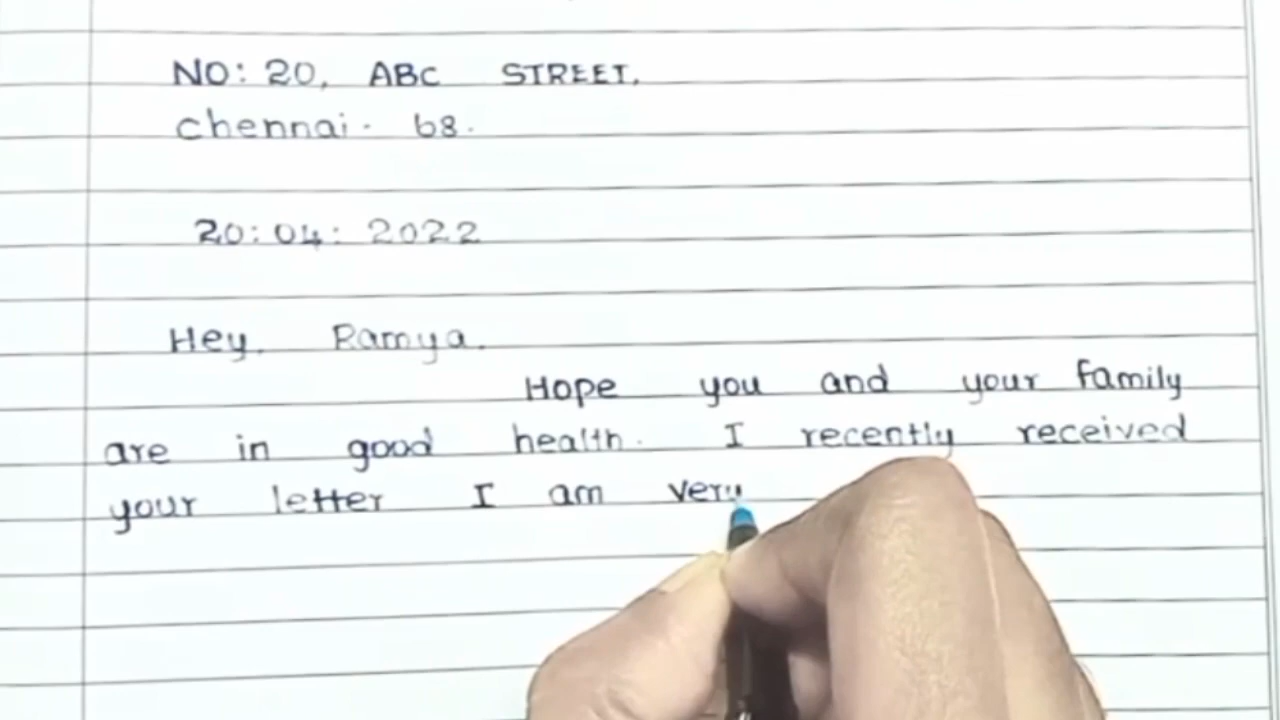 NO: 20, ABC STREET.
Chennai. 68.
20:04: 2022
Hey. Ramya.
Hope you and your family
are in good health. I recently received
your letter I am very